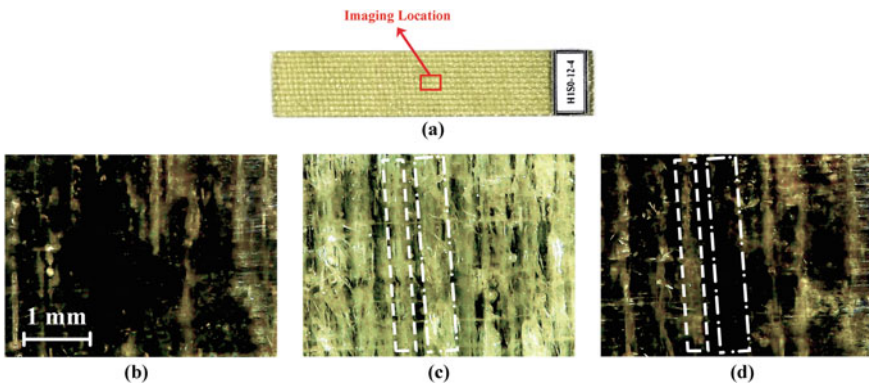 Imaging Location
H1S0-12-4
(a)
1 mm
(b)
(c)
(d)